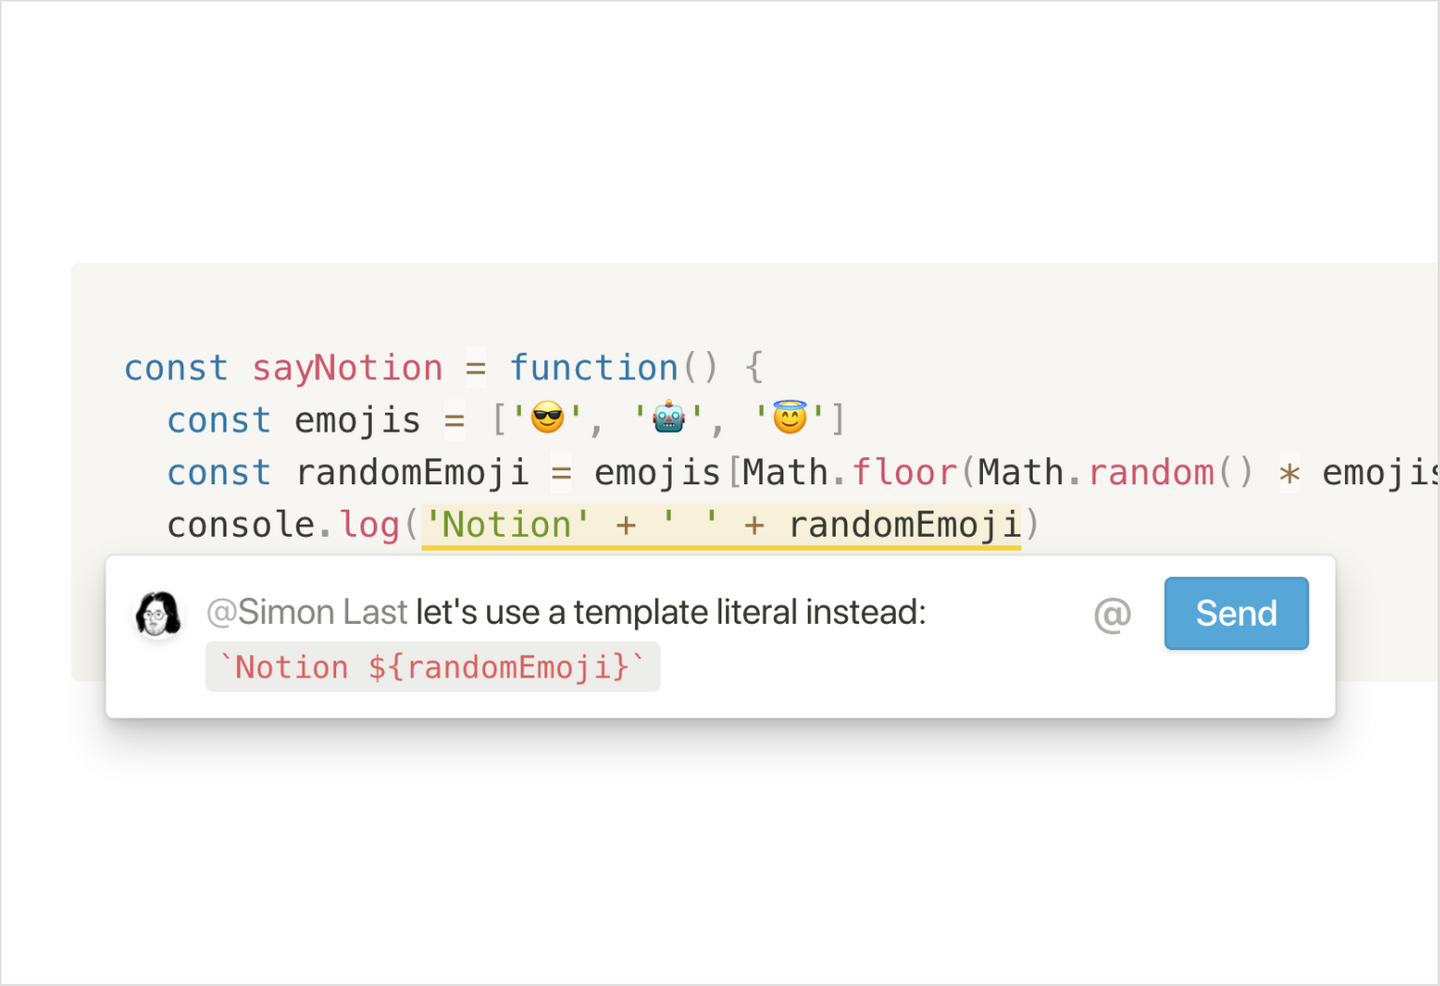 const sayNotion = function() {
const emojis = ['😎', '🤖', '😇']
const randomEmoji = emojis[Math.floor(Math.random() * emojis
console.log('Notion' + ' ' + randomEmoji)
@Simon Last let's use a template literal instead:
`Notion ${randomEmoji}`
@
Send